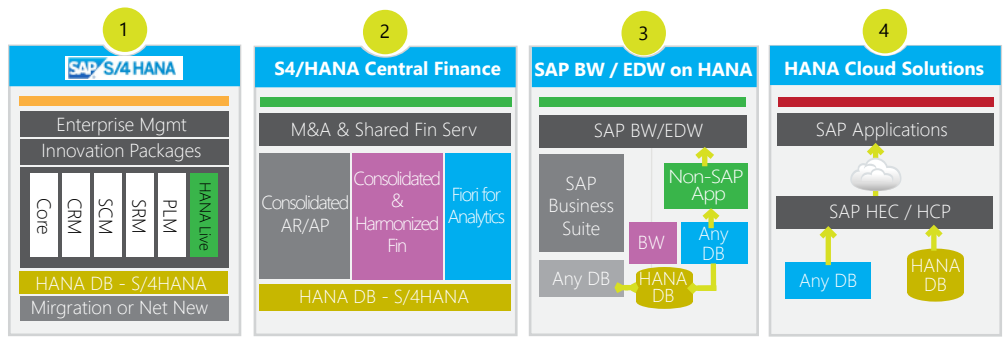 1
SAP S/4 HANA
Enterprise Mgmt
Innovation Packages
Core
CRM
SCM
SRM
PLM
HANA Live
HANA DB - S/4HANA
Mirgration or Net New
2
S4/HANA Central Finance
M&A & Shared Fin Serv
Consolidated
AR/AP
Consolidated
&
Harmonized
Fin
Fiori for
Analytics
HANA DB - S/4HANA
3
SAP BW / EDW on HANA
SAP BW/EDW
SAP
Business
Suite
Non-SAP
App
BW
Any
DB
Any DB
HANA
DB
4
HANA Cloud Solutions
SAP Applications
SAP HEC / HCP
Any DB
HANA
DB